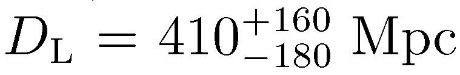 D_L = 410^{+160}_{-180} Mpc